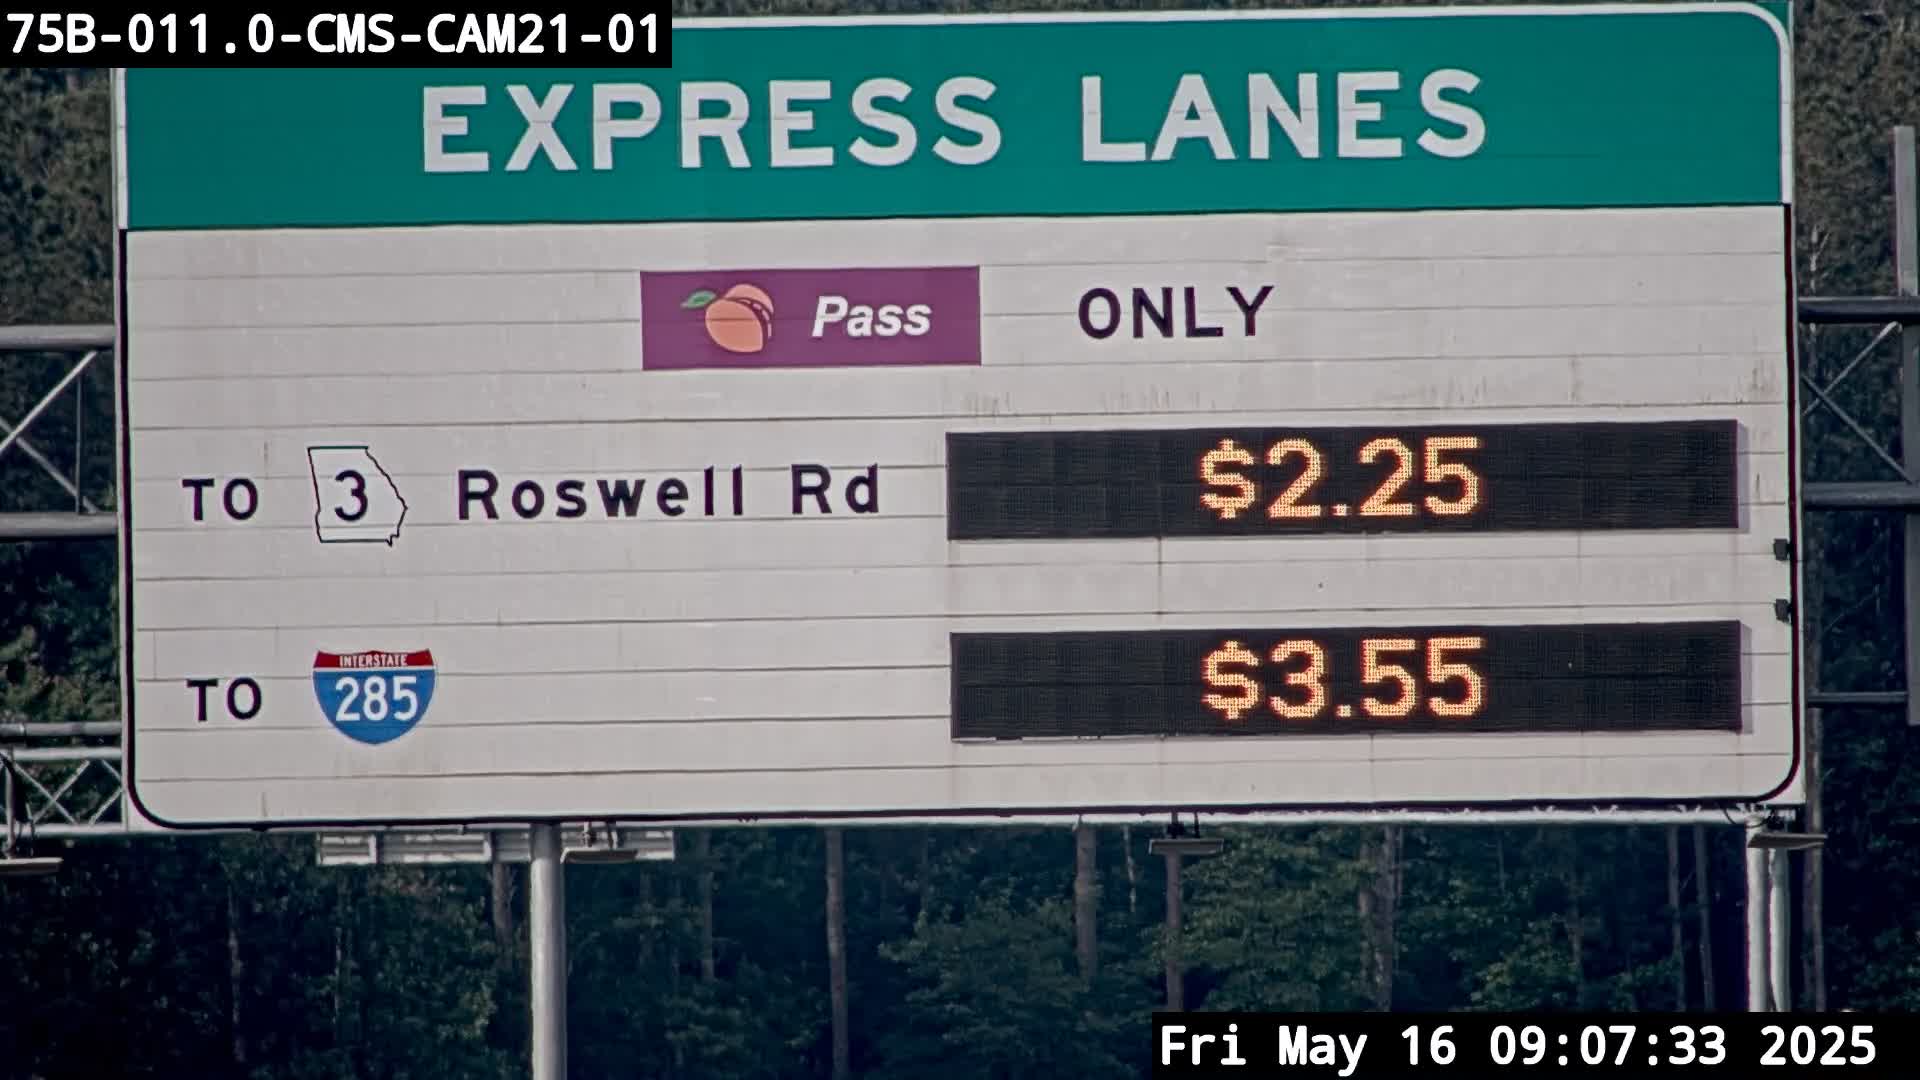 75B-011.0-CMS-CAM21-01
EXPRESS LANES
Pass ONLY
TO 3 Roswell Rd $2.25
INTERSTATE
TO 285 $3.55
Fri May 16 09:07:33 2025